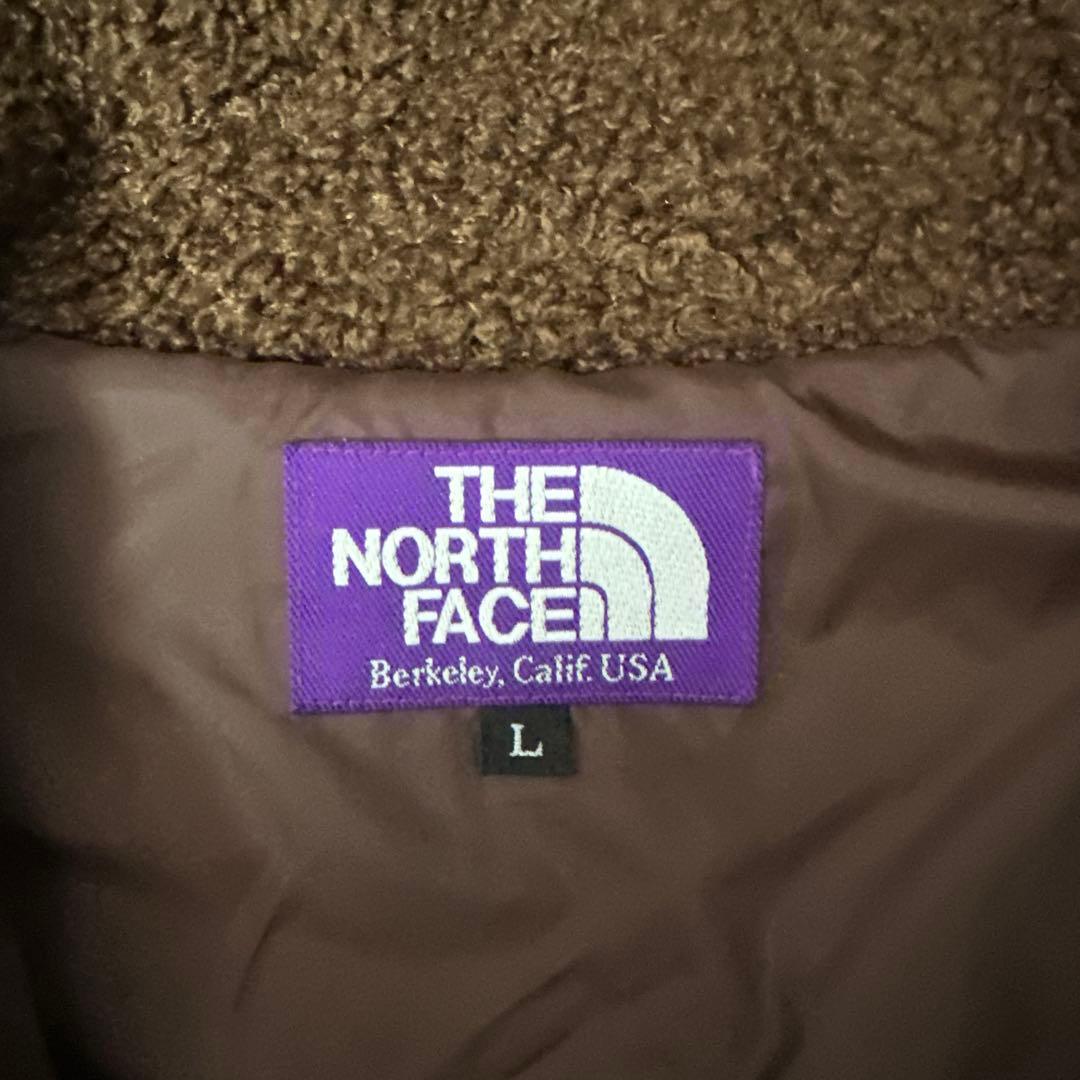 THE
NORTH
FACE
Berkeley, Calif. USA
L